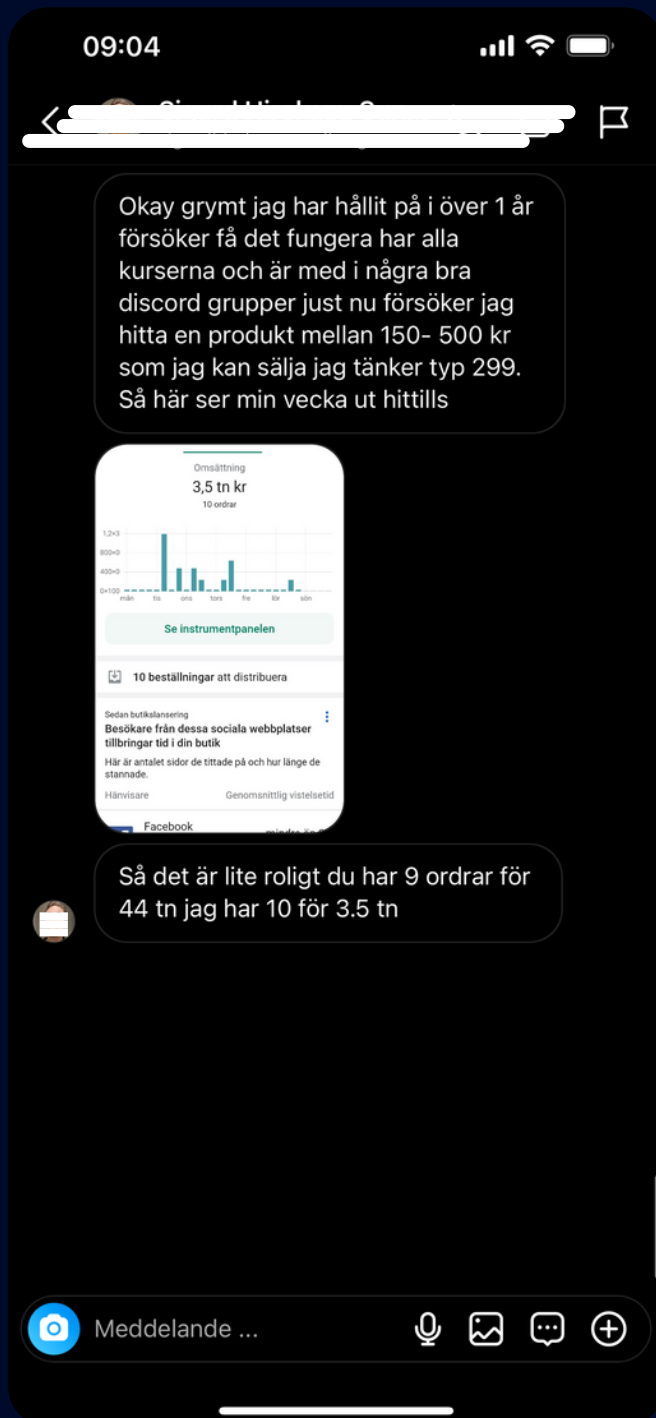 09:04
Okay grymt jag har hållit på i över 1 år
försöker få det fungera har alla
kurserna och är med i några bra
discord grupper just nu försöker jag
hitta en produkt mellan 150- 500 kr
som jag kan sälja jag tänker typ 299.
Så här ser min vecka ut hittills
Omsättning
3,5 tn kr
10 ordrar
1,2×3
800×0
400×0
0×100
mån tis ons tors fre lör sön
Se instrumentpanelen
10 beställningar att distribuera
Sedan butikslansering
Besökare från dessa sociala webbplatser
tillbringar tid i din butik
Här är antalet sidor de tittade på och hur länge de
stannade.
Hänvisare Genomsnittlig vistelsetid
Facebook
Så det är lite roligt du har 9 ordrar för
44 tn jag har 10 för 3.5 tn
Meddelande ...